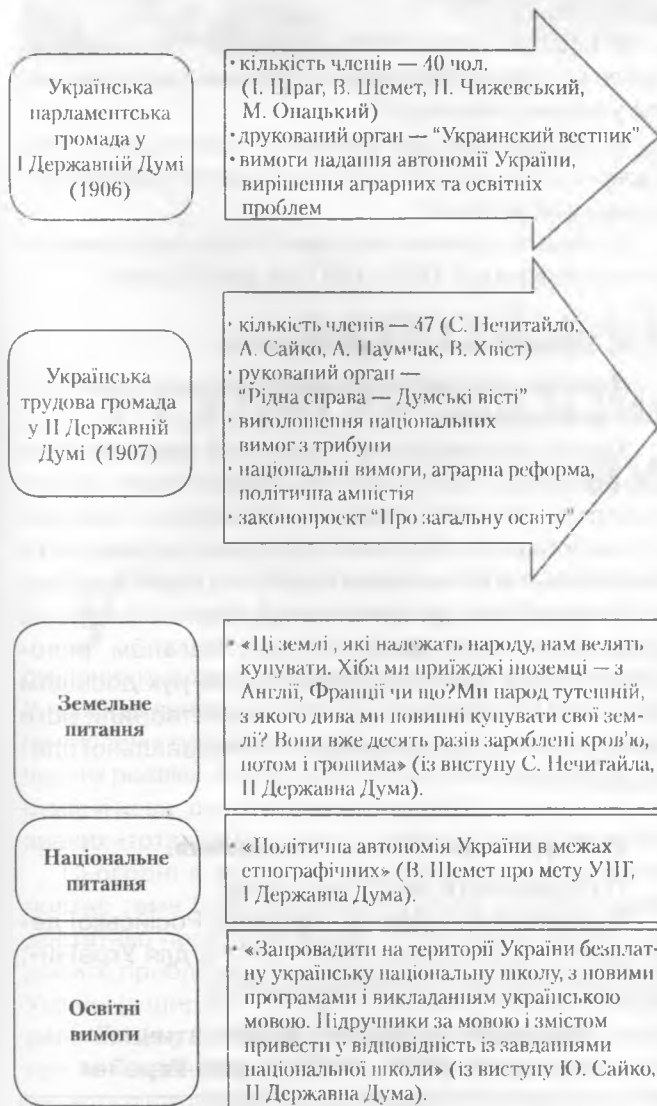 Українська
парламентська
громада у
І Державній Думі
(1906)
• кількість членів — 40 чол.
(І. Шраг, В. Шемет, П. Чижевський,
М. Онацький)
• друкований орган — “Украинский вестник”
• вимоги надання автономії України,
вирішення аграрних та освітніх
проблем
Українська
трудова громада
у ІІ Державній
Думі (1907)
• кількість членів — 47 (С. Нечитайло,
А. Сайко, А. Наумчак, В. Хвіст)
• рукований орган —
“Рідна справа — Думські вісті”
• виголошення національних
вимог з трибуни
• національні вимоги, аграрна реформа,
політична амністія
• законопроект “Про загальну освіту”
Земельне
питання
• «Ці землі , які належать народу, нам велять
купувати. Хіба ми приїжджі іноземці — з
Англії, Франції чи що?Ми народ тутешній,
з якого дива ми повинні купувати свої зем-
лі? Вони вже десять разів зароблені кров’ю,
потом і грошима» (із виступу С. Нечитайла,
ІІ Державна Дума).
Національне
питання
• «Політична автономія України в межах
етнографічних» (В. Шемет про мету УПГ,
І Державна Дума).
Освітні
вимоги
• «Запровадити на території України безплат-
ну українську національну школу, з новими
програмами і викладанням українською
мовою. Підручники за мовою і змістом
привести у відповідність із завданнями
національної школи» (із виступу Ю. Сайко,
ІІ Державна Дума).